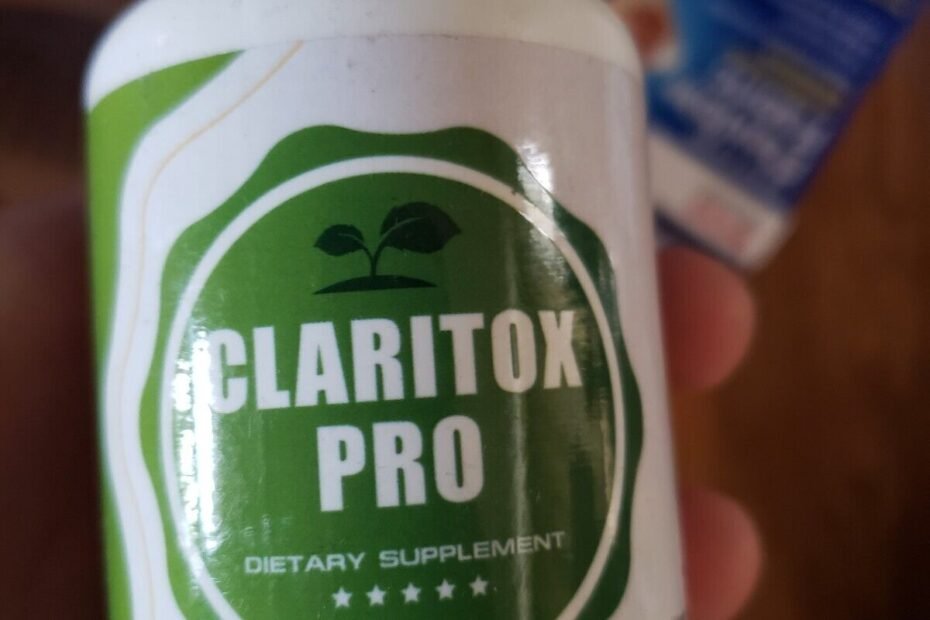 CLARITOX
PRO
DIETARY SUPPLEMENT